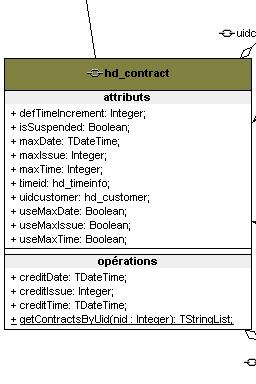 uidc
hd_contract
attributs
+ defTimeIncrement: Integer;
+ isSuspended: Boolean;
+ maxDate: TDateTime;
+ maxIssue: Integer;
+ maxTime: Integer;
+ timeid: hd_timeinfo;
+ uidcustomer: hd_customer;
+ useMaxDate: Boolean;
+ useMaxIssue: Boolean;
+ useMaxTime: Boolean;
opérations
+ creditDate: TDateTime;
+ creditIssue: Integer;
+ creditTime: TDateTime;
+ getContractsByUid(nid : Integer): TStringList;